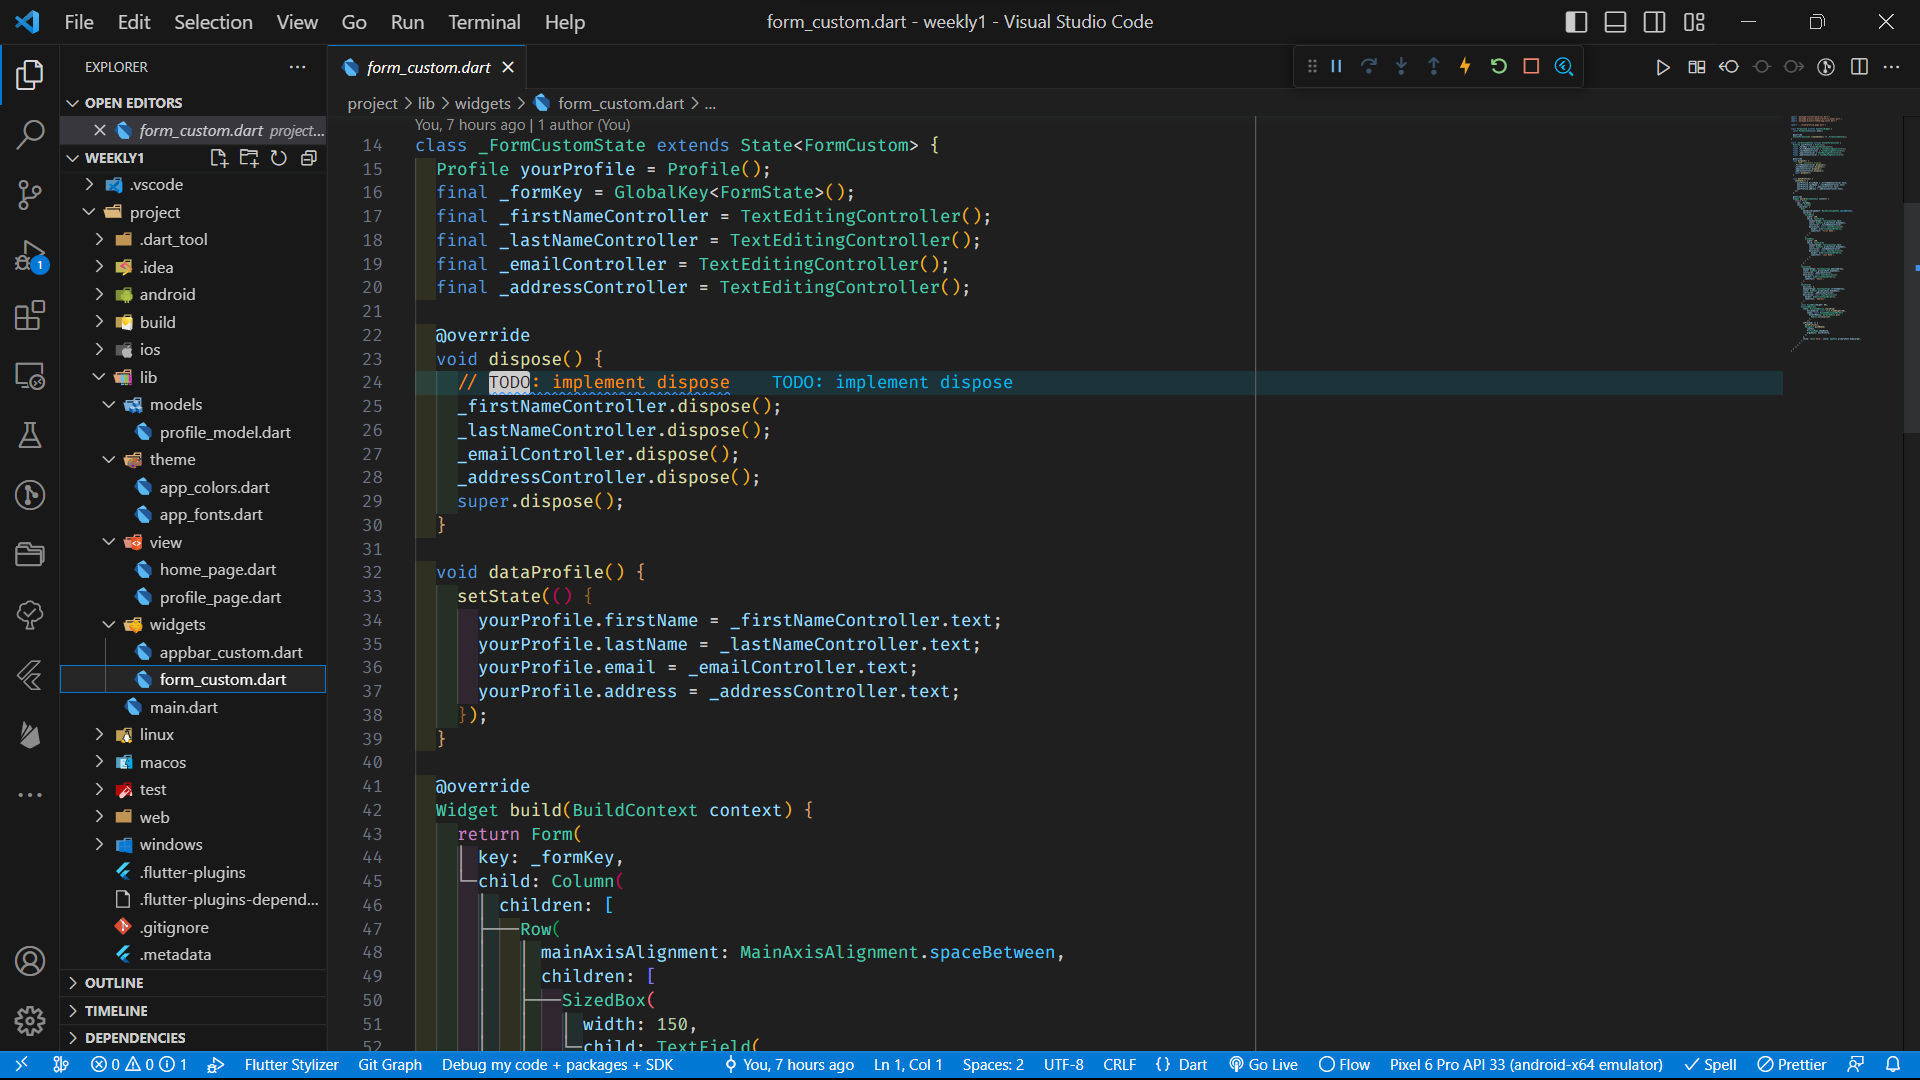 File Edit Selection View Go Run Terminal Help
form_custom.dart - weekly1 - Visual Studio Code
EXPLORER
OPEN EDITORS
form_custom.dart project...
WEEKLY1
.vscode
project
.dart_tool
.idea
android
build
ios
lib
models
profile_model.dart
theme
app_colors.dart
app_fonts.dart
view
home_page.dart
profile_page.dart
widgets
appbar_custom.dart
form_custom.dart
main.dart
linux
macos
test
web
windows
.flutter-plugins
.flutter-plugins-depend...
.gitignore
.metadata
OUTLINE
TIMELINE
DEPENDENCIES
1
form_custom.dart
project > lib > widgets > form_custom.dart > ...
You, 7 hours ago | 1 author (You)
14 class _FormCustomState extends State<FormCustom> {
15 Profile yourProfile = Profile();
16 final _formKey = GlobalKey<FormState>();
17 final _firstNameController = TextEditingController();
18 final _lastNameController = TextEditingController();
19 final _emailController = TextEditingController();
20 final _addressController = TextEditingController();
21
22 @override
23 void dispose() {
24 // TODO: implement dispose TODO: implement dispose
25 _firstNameController.dispose();
26 _lastNameController.dispose();
27 _emailController.dispose();
28 _addressController.dispose();
29 super.dispose();
30 }
31
32 void dataProfile() {
33 setState(() {
34 yourProfile.firstName = _firstNameController.text;
35 yourProfile.lastName = _lastNameController.text;
36 yourProfile.email = _emailController.text;
37 yourProfile.address = _addressController.text;
38 });
39 }
40
41 @override
42 Widget build(BuildContext context) {
43 return Form(
44 key: _formKey,
45 child: Column(
46 children: [
47 Row(
48 mainAxisAlignment: MainAxisAlignment.spaceBetween,
49 children: [
50 SizedBox(
51 width: 150,
52 child: TextField(
0 0 1 Flutter Stylizer Git Graph Debug my code + packages + SDK You, 7 hours ago Ln 1, Col 1 Spaces: 2 UTF-8 CRLF {} Dart Go Live Flow Pixel 6 Pro API 33 (android-x64 emulator) Spell Prettier